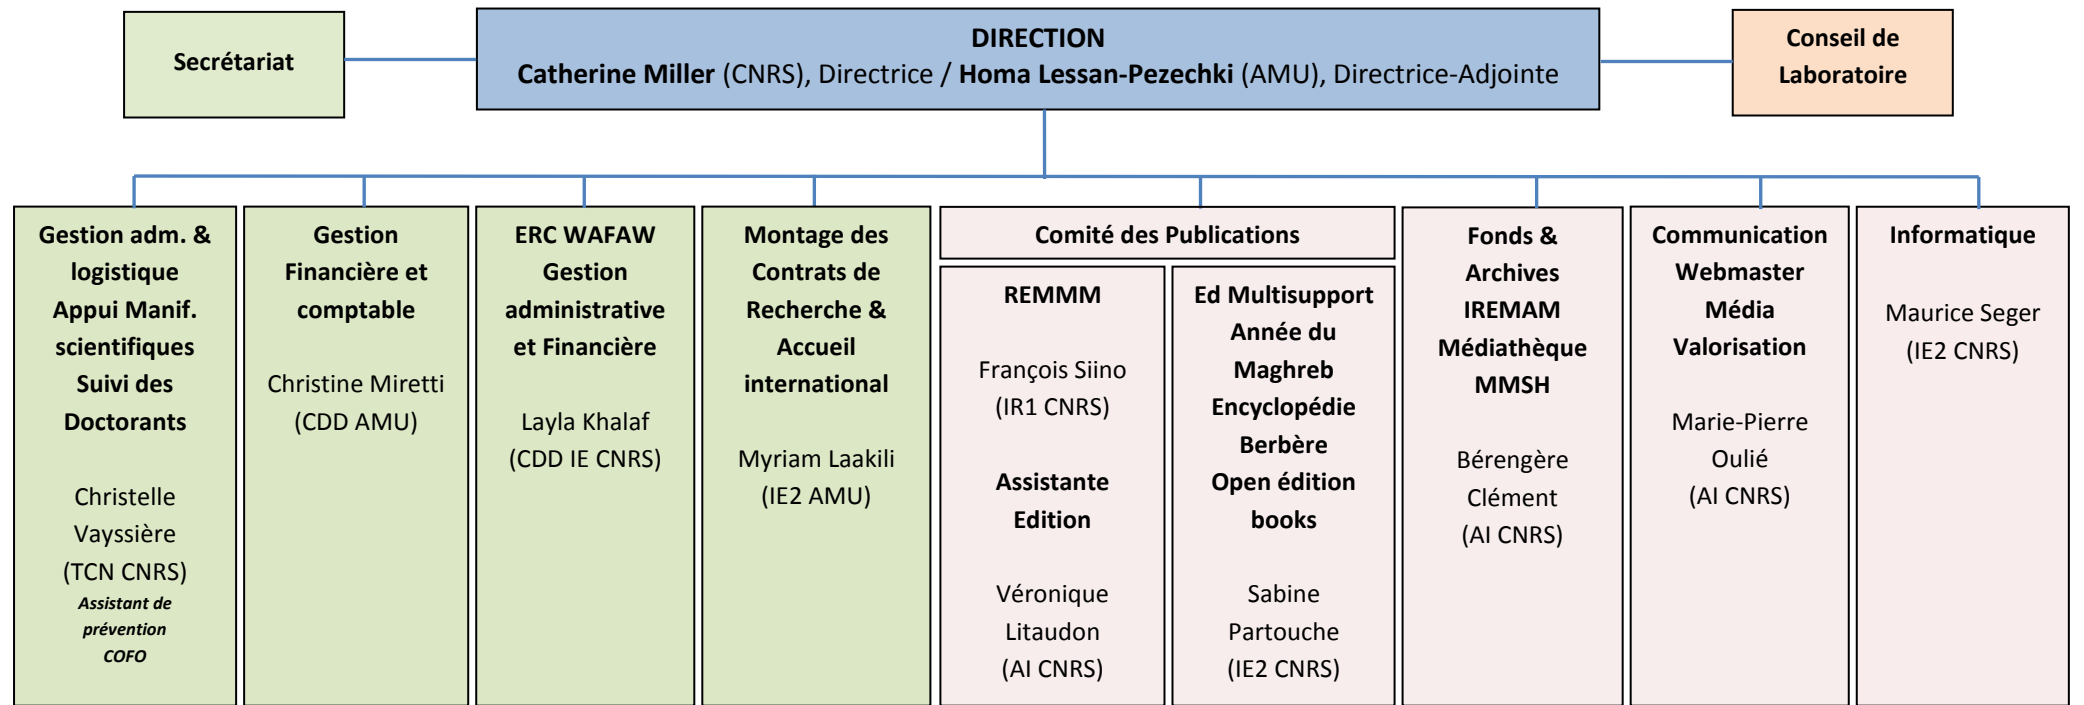 Secrétariat
DIRECTION
Catherine Miller (CNRS), Directrice / Homa Lessan-Pezechki (AMU), Directrice-Adjointe
Conseil de
Laboratoire
Gestion adm. &
logistique
Appui Manif.
scientifiques
Suivi des
Doctorants
Christelle
Vayssière
(TCN CNRS)
Assistant de
prévention
COFO
Gestion
Financière et
comptable
Christine Miretti
(CDD AMU)
ERC WAFAW
Gestion
administrative
et Financière
Layla Khalaf
(CDD IE CNRS)
Montage des
Contrats de
Recherche &
Accueil
international
Myriam Laakili
(IE2 AMU)
Comité des Publications
REMMM
François Siino
(IR1 CNRS)
Assistante
Edition
Véronique
Litaudon
(AI CNRS)
Ed Multisupport
Année du
Maghreb
Encyclopédie
Berbère
Open édition
books
Sabine
Partouche
(IE2 CNRS)
Fonds &
Archives
IREMAM
Médiathèque
MMSH
Bérengère
Clément
(AI CNRS)
Communication
Webmaster
Média
Valorisation
Marie-Pierre
Oulié
(AI CNRS)
Informatique
Maurice Seger
(IE2 CNRS)